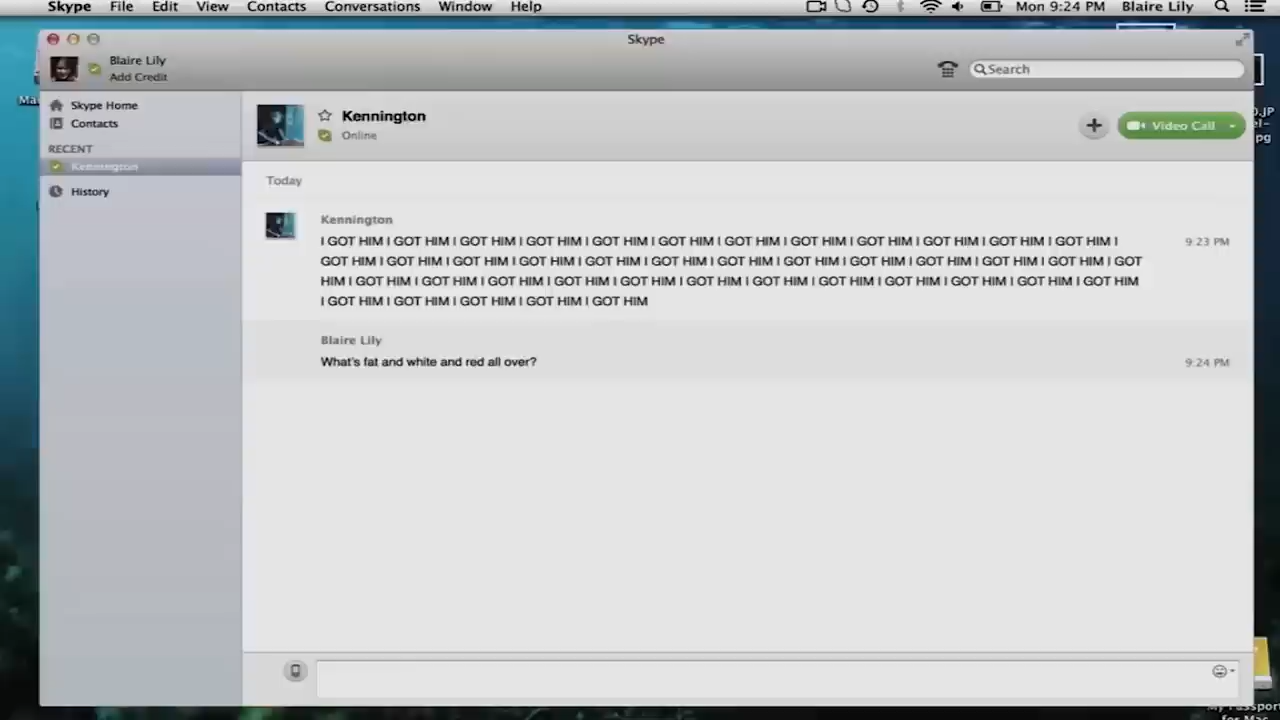 Skype File Edit View Contacts Conversations Window Help Mon 9:24 PM Blaire Lily
Skype
Blaire Lily
Add Credit
Search
Skype Home
Contacts
RECENT
Kennington
History
Kennington
Online
Video Call
Today
Kennington
I GOT HIM I GOT HIM I GOT HIM I GOT HIM I GOT HIM I GOT HIM I GOT HIM I GOT HIM I GOT HIM I GOT HIM I GOT HIM I GOT HIM I
GOT HIM I GOT HIM I GOT HIM I GOT HIM I GOT HIM I GOT HIM I GOT HIM I GOT HIM I GOT HIM I GOT HIM I GOT HIM I GOT HIM I GOT
HIM I GOT HIM I GOT HIM I GOT HIM I GOT HIM I GOT HIM I GOT HIM I GOT HIM I GOT HIM I GOT HIM I GOT HIM I GOT HIM I GOT HIM
I GOT HIM I GOT HIM I GOT HIM I GOT HIM I GOT HIM
9:23 PM
Blaire Lily
What's fat and white and red all over?
9:24 PM
My Passport
for Mac